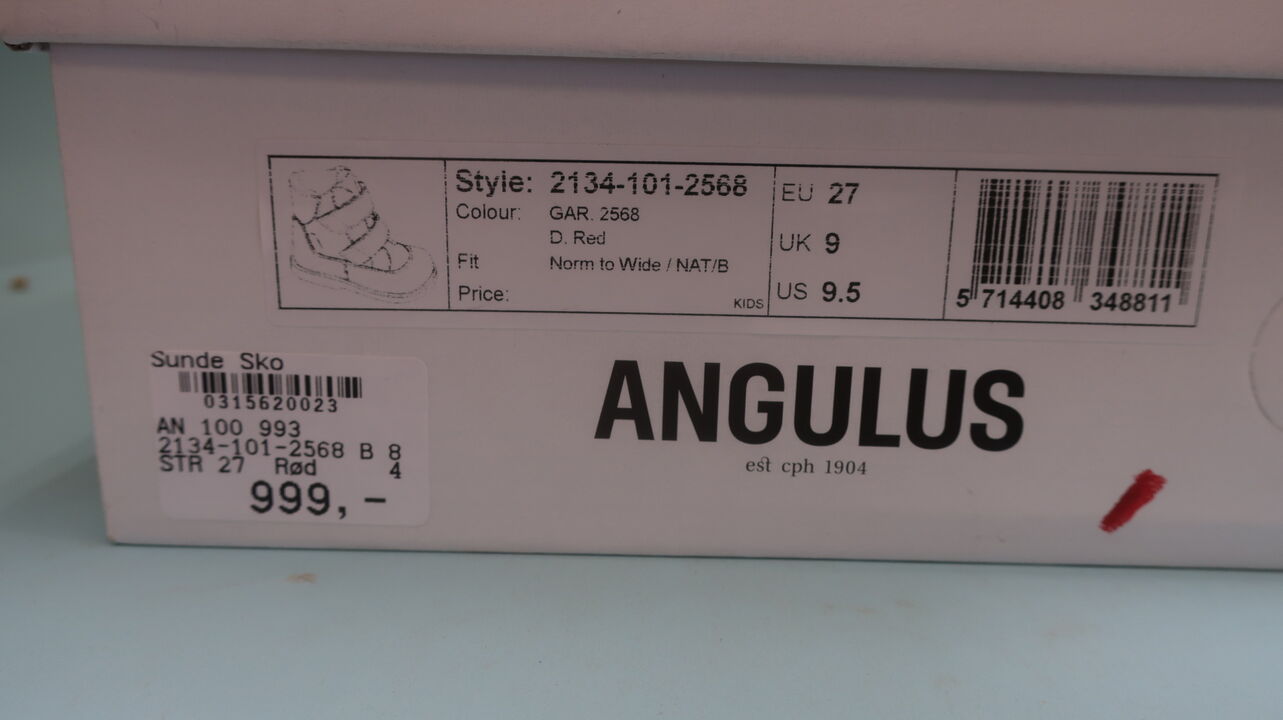 Style: 2134-101-2568
Colour: GAR. 2568
D. Red
Fit Norm to Wide / NAT/B
Price:
KIDS
EU 27
UK 9
US 9.5
5 714408 348811
Sunde Sko
0315620023
AN 100 993
2134-101-2568 B 8
STR 27 Rød 4
999,-
ANGULUS
est cph 1904